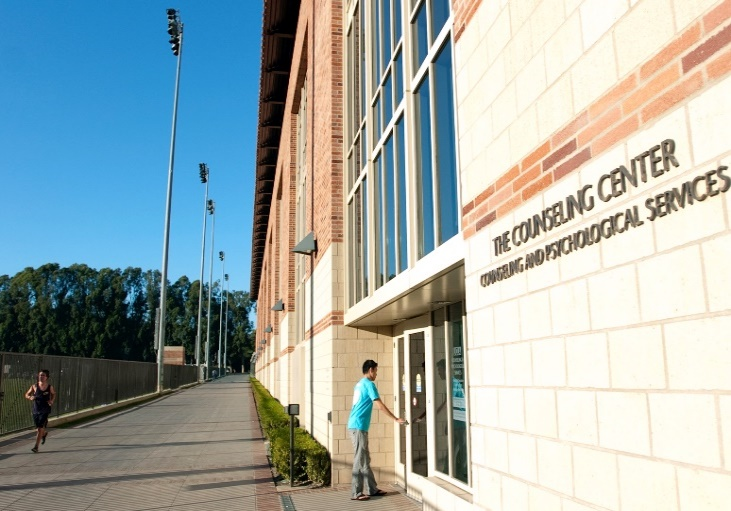 THE COUNSELING CENTER
COUNSELING AND PSYCHOLOGICAL SERVICES